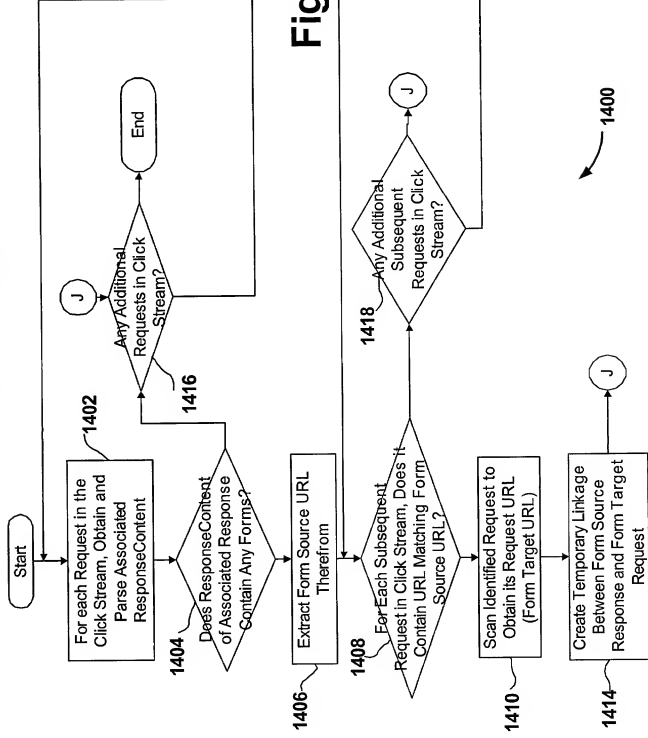 Start
1402
For each Request in the
Click Stream, Obtain and
Parse Associated
ResponseContent
1404
Does ResponseContent
of Associated Response
Contain Any Forms?
J
Any Additional
Requests in Click
Stream?
1416
End
1406
Extract Form Source URL
Therefrom
1408
For Each Subsequent
Request in Click Stream, Does it
Contain URL Matching Form
Source URL?
1418
Any Additional
Subsequent
Requests in Click
Stream?
J
1410
Scan Identified Request to
Obtain its Request URL
(Form Target URL)
1414
Create Temporary Linkage
Between Form Source
Response and Form Target
Request
J
Fig
1400